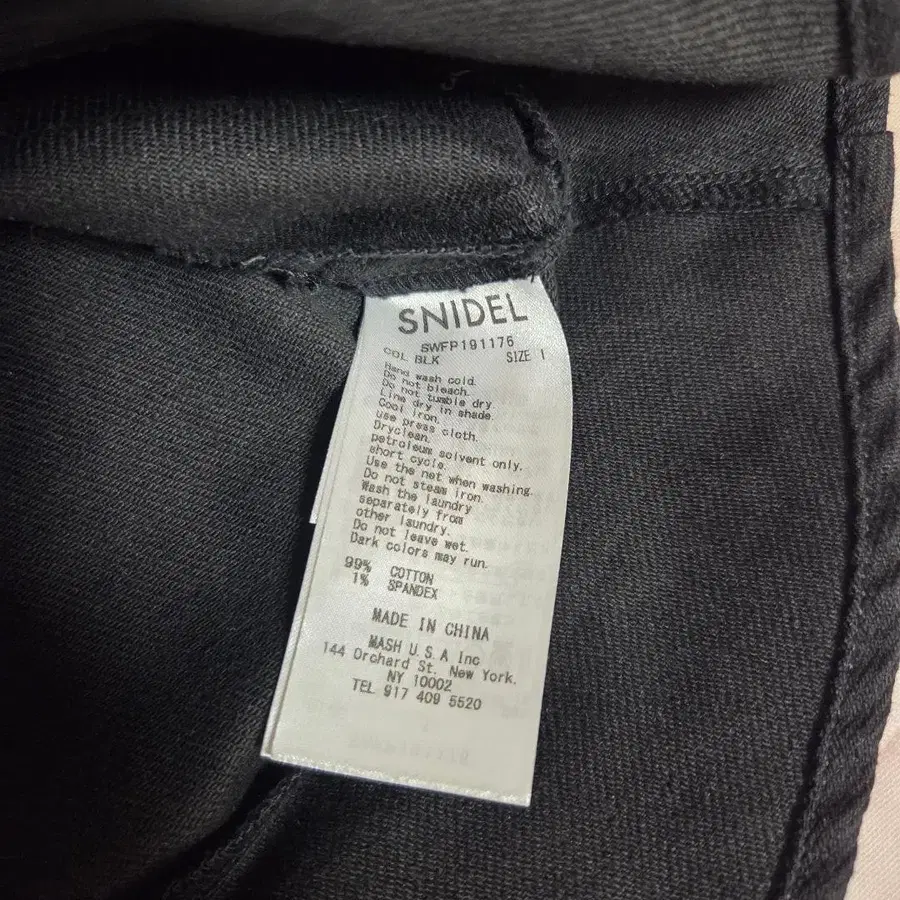 SNIDEL
SWFP191176
COL BLK SIZE 1
Hand wash cold.
Do not bleach.
Do not tumble dry.
Line dry in shade.
Cool iron.
use press cloth.
Dryclean.
petroleum solvent only.
short cycle.
Use the net when washing.
Do not steam iron.
Wash the laundry
separately from
other laundry.
Do not leave wet.
Dark colors may run.
99% COTTON
1% SPANDEX
MADE IN CHINA
MASH U.S.A Inc
144 Orchard St. New York.
NY 10002
TEL 917 409 5520